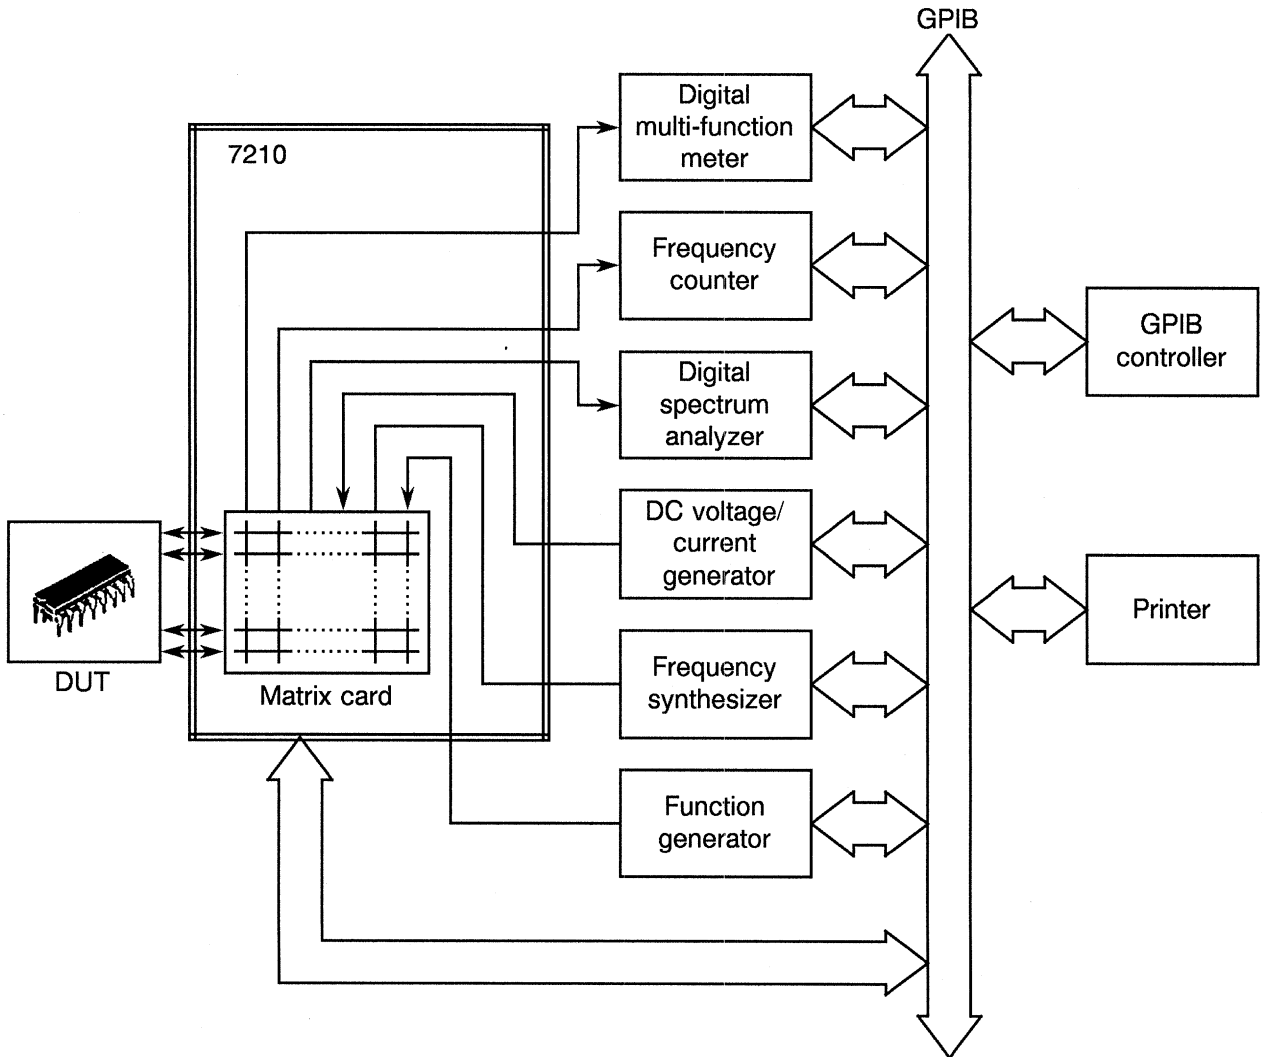 GPIB
Digital
multi-function
meter
7210
Frequency
counter
GPIB
controller
Digital
spectrum
analyzer
DC voltage/
current
generator
Printer
DUT
Matrix card
Frequency
synthesizer
Function
generator